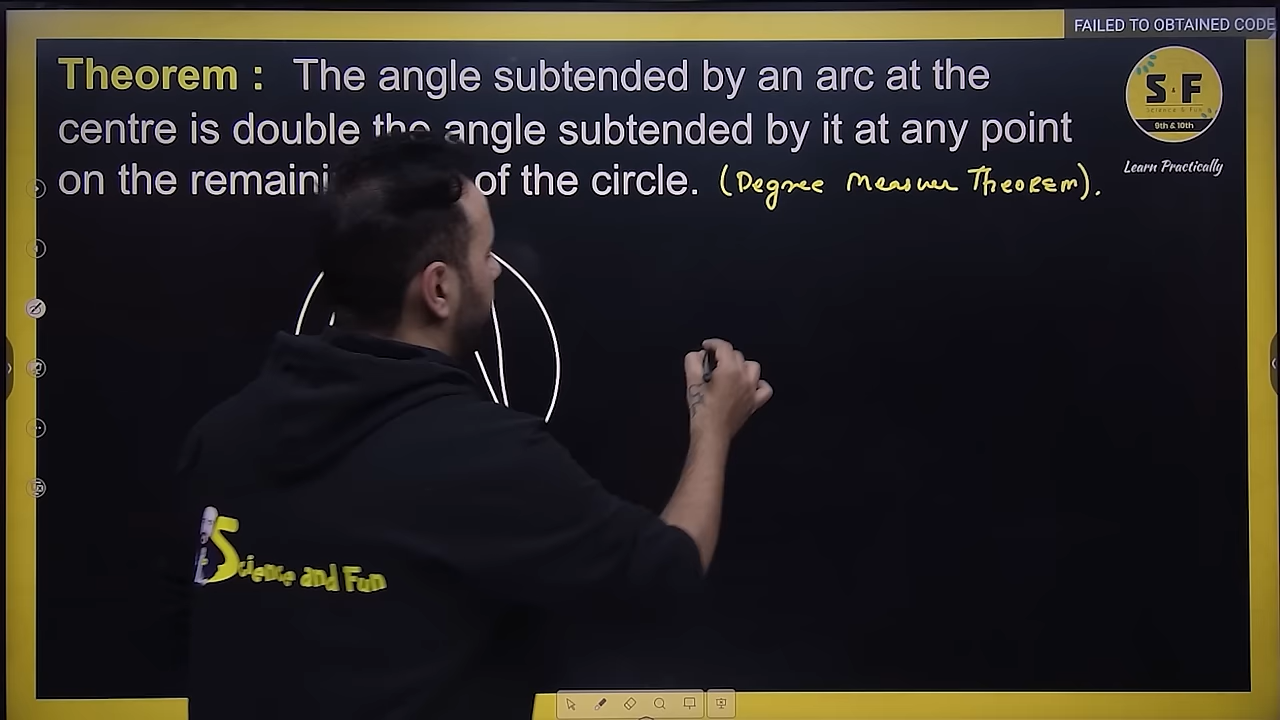 FAILED TO OBTAINED CODE
Theorem : The angle subtended by an arc at the
centre is double the angle subtended by it at any point
on the remaini of the circle. (Degree Measure Theorem).
S & F
Science & Fun
9th & 10th
Learn Practically
Science and Fun